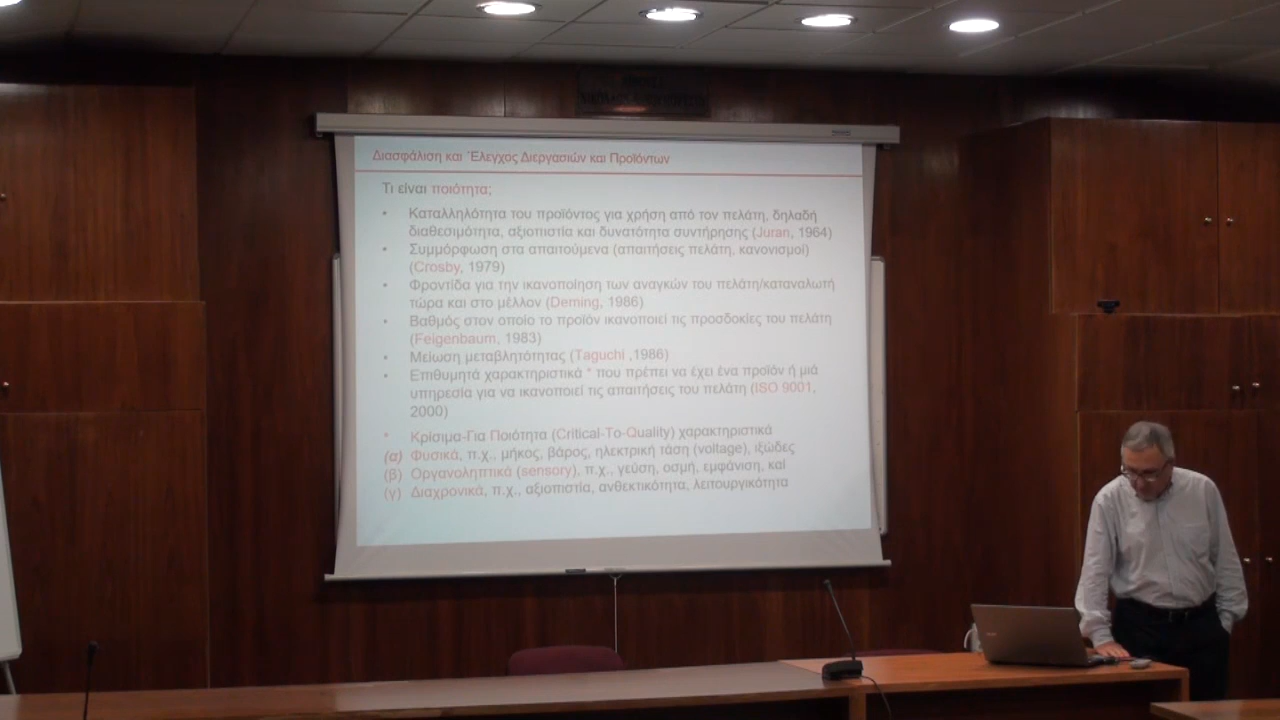 Διασφάλιση και Έλεγχος Διεργασιών και Προϊόντων
Τι είναι ποιότητα;
• Καταλληλότητα του προϊόντος για χρήση από τον πελάτη, δηλαδή
διαθεσιμότητα, αξιοπιστία και δυνατότητα συντήρησης (Juran, 1964)
• Συμμόρφωση στα απαιτούμενα (απαιτήσεις πελάτη, κανονισμοί)
(Crosby, 1979)
• Φροντίδα για την ικανοποίηση των αναγκών του πελάτη/καταναλωτή
τώρα και στο μέλλον (Deming, 1986)
• Βαθμός στον οποίο το προϊόν ικανοποιεί τις προσδοκίες του πελάτη
(Feigenbaum, 1983)
• Μείωση μεταβλητότητας (Taguchi ,1986)
• Επιθυμητά χαρακτηριστικά * που πρέπει να έχει ένα προϊόν ή μιά
υπηρεσία για να ικανοποιεί τις απαιτήσεις του πελάτη (ISO 9001,
2000)
* Κρίσιμα-Για Ποιότητα (Critical-To-Quality) χαρακτηριστικά
(α) Φυσικά, π.χ., μήκος, βάρος, ηλεκτρική τάση (voltage), ιξώδες
(β) Οργανοληπτικά (sensory), π.χ., γεύση, οσμή, εμφάνιση, καί
(γ) Διαχρονικά, π.χ., αξιοπιστία, ανθεκτικότητα, λειτουργικότητα